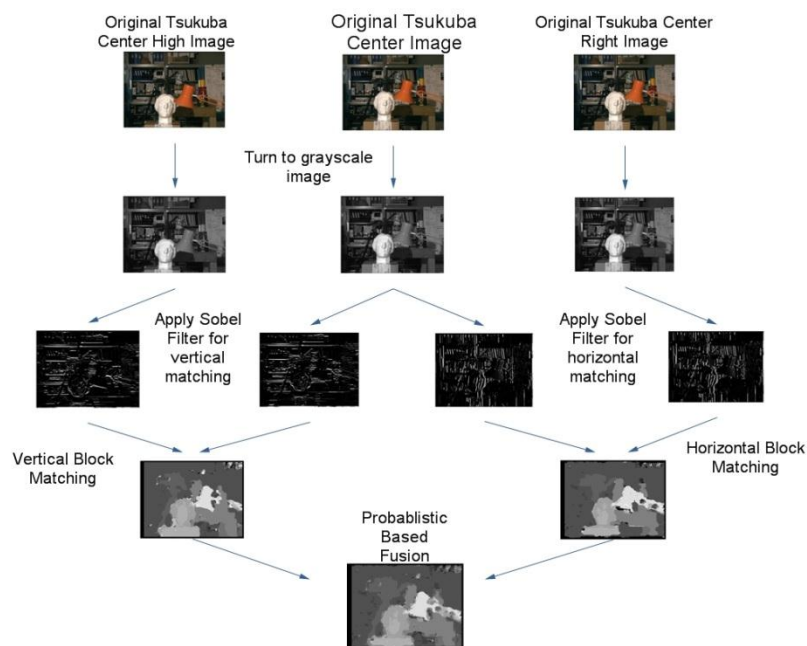 Original Tsukuba
Center High Image
Original Tsukuba
Center Image
Original Tsukuba Center
Right Image
Turn to grayscale
image
Apply Sobel
Filter for
vertical
matching
Apply Sobel
Filter for
horizontal
matching
Vertical Block
Matching
Horizontal Block
Matching
Probablistic
Based
Fusion